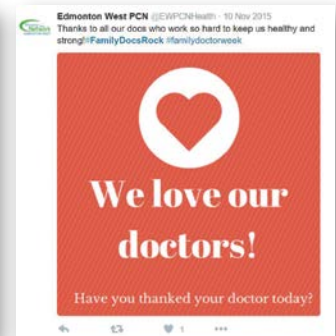 Edmonton West PCN @EWPCNHealth · 10 Nov 2015
Thanks to all our docs who work so hard to keep us healthy and
strong!#FamilyDocsRock #familydoctorweek
We love our
doctors!
Have you thanked your doctor today?
1